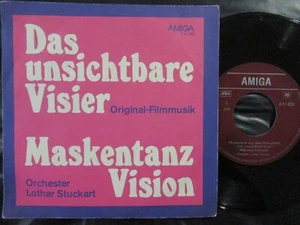 AMIGA
Das
unsichtbare
Visier
Original-Filmmusik
Maskentanz
Vision
Orchester
Lothar Stuckart
AMIGA